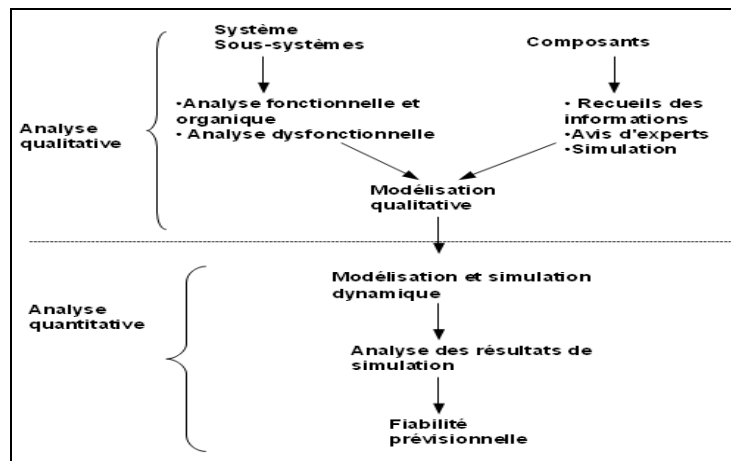 Système
Sous-systèmes
Composants
•Analyse fonctionnelle et
organique
• Analyse dysfonctionnelle
• Recueils des
informations
•Avis d'experts
•Simulation
Analyse
qualitative
Modélisation
qualitative
Modélisation et simulation
dynamique
Analyse
quantitative
Analyse des résultats de
simulation
Fiabilité
prévisionnelle